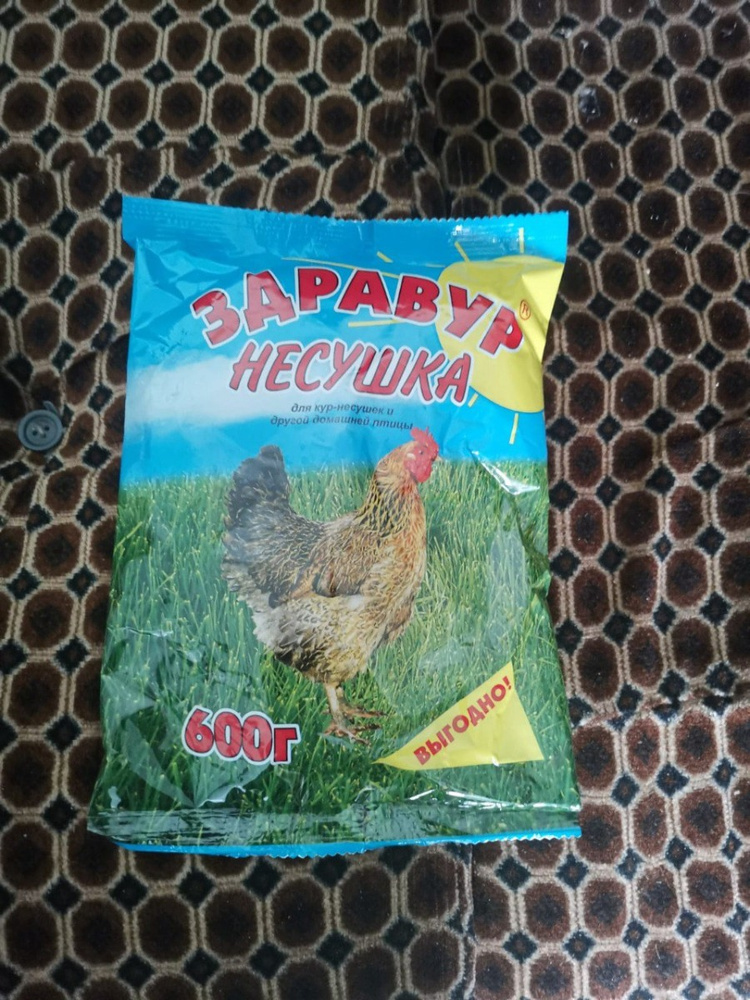 ЗДРАВУР®
НЕСУШКА
для кур-несушек и
другой домашней птицы
600г
ВЫГОДНО!